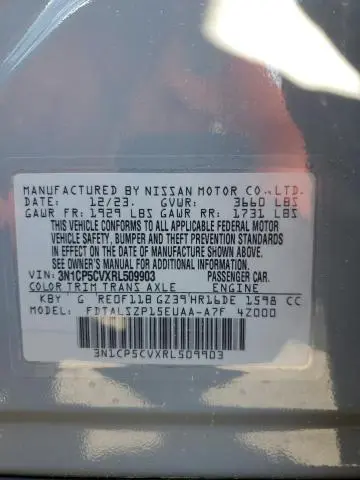 MANUFACTURED BY NISSAN MOTOR CO.,LTD.
DATE: 12/23. GVWR: 3660 LBS
GAWR FR: 1929 LBS GAWR RR: 1731 LBS
THIS VEHICLE CONFORMS TO ALL APPLICABLE FEDERAL MOTOR
VEHICLE SAFETY, BUMPER AND THEFT PREVENTION STANDARDS
IN EFFECT ON THE DATE OF MANUFACTURE SHOWN ABOVE.
SEE OWNER'S MANUAL FOR ADDITIONAL INFORMATION.
VIN: 3N1CP5CVXRL509903 PASSENGER CAR.
COLOR TRIM TRANS AXLE ENGINE
KBY G RE0F11B GZ39 HR16DE 1598 CC
MODEL FDTALSZP15EUAA-A7F 4Z000
3N1CP5CVXRL509903